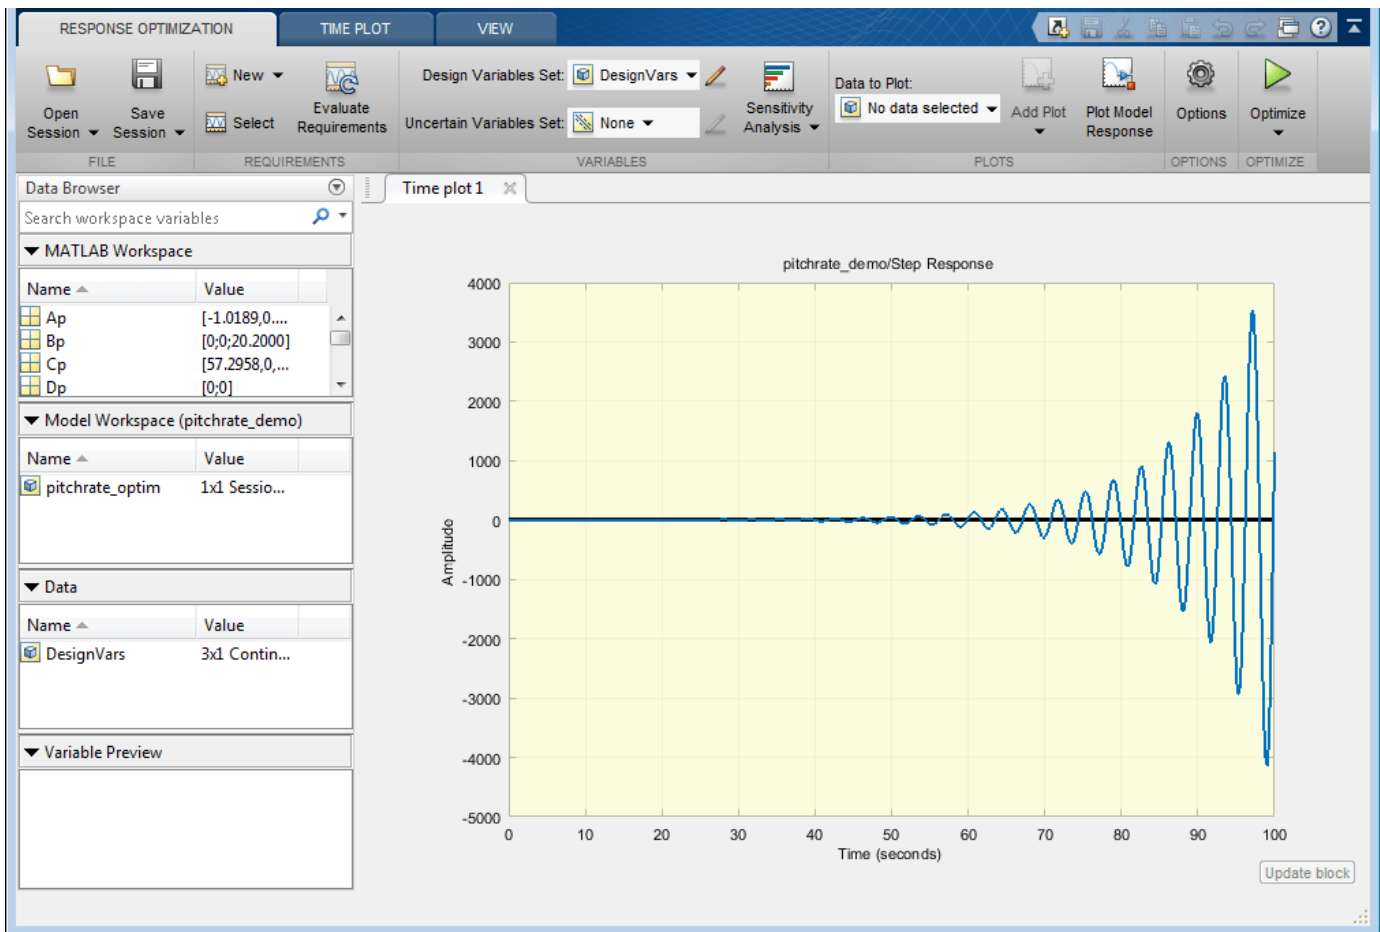 RESPONSE OPTIMIZATION
TIME PLOT
VIEW
Open Session
Save Session
New
Select
Evaluate Requirements
Design Variables Set:
DesignVars
Uncertain Variables Set:
None
Sensitivity Analysis
Data to Plot:
No data selected
Add Plot
Plot Model Response
Options
Optimize
FILE
REQUIREMENTS
VARIABLES
PLOTS
OPTIONS
OPTIMIZE
Data Browser
Search workspace variables
MATLAB Workspace
Name Value
Ap [-1.0189,0....
Bp [0;0;20.2000]
Cp [57.2958,0,...
Dp [0;0]
Model Workspace (pitchrate_demo)
Name Value
pitchrate_optim 1x1 Sessio...
Data
Name Value
DesignVars 3x1 Contin...
Variable Preview
Time plot 1
pitchrate_demo/Step Response
4000
3000
2000
1000
0
-1000
-2000
-3000
-4000
-5000
Amplitude
0 10 20 30 40 50 60 70 80 90 100
Time (seconds)
Update block